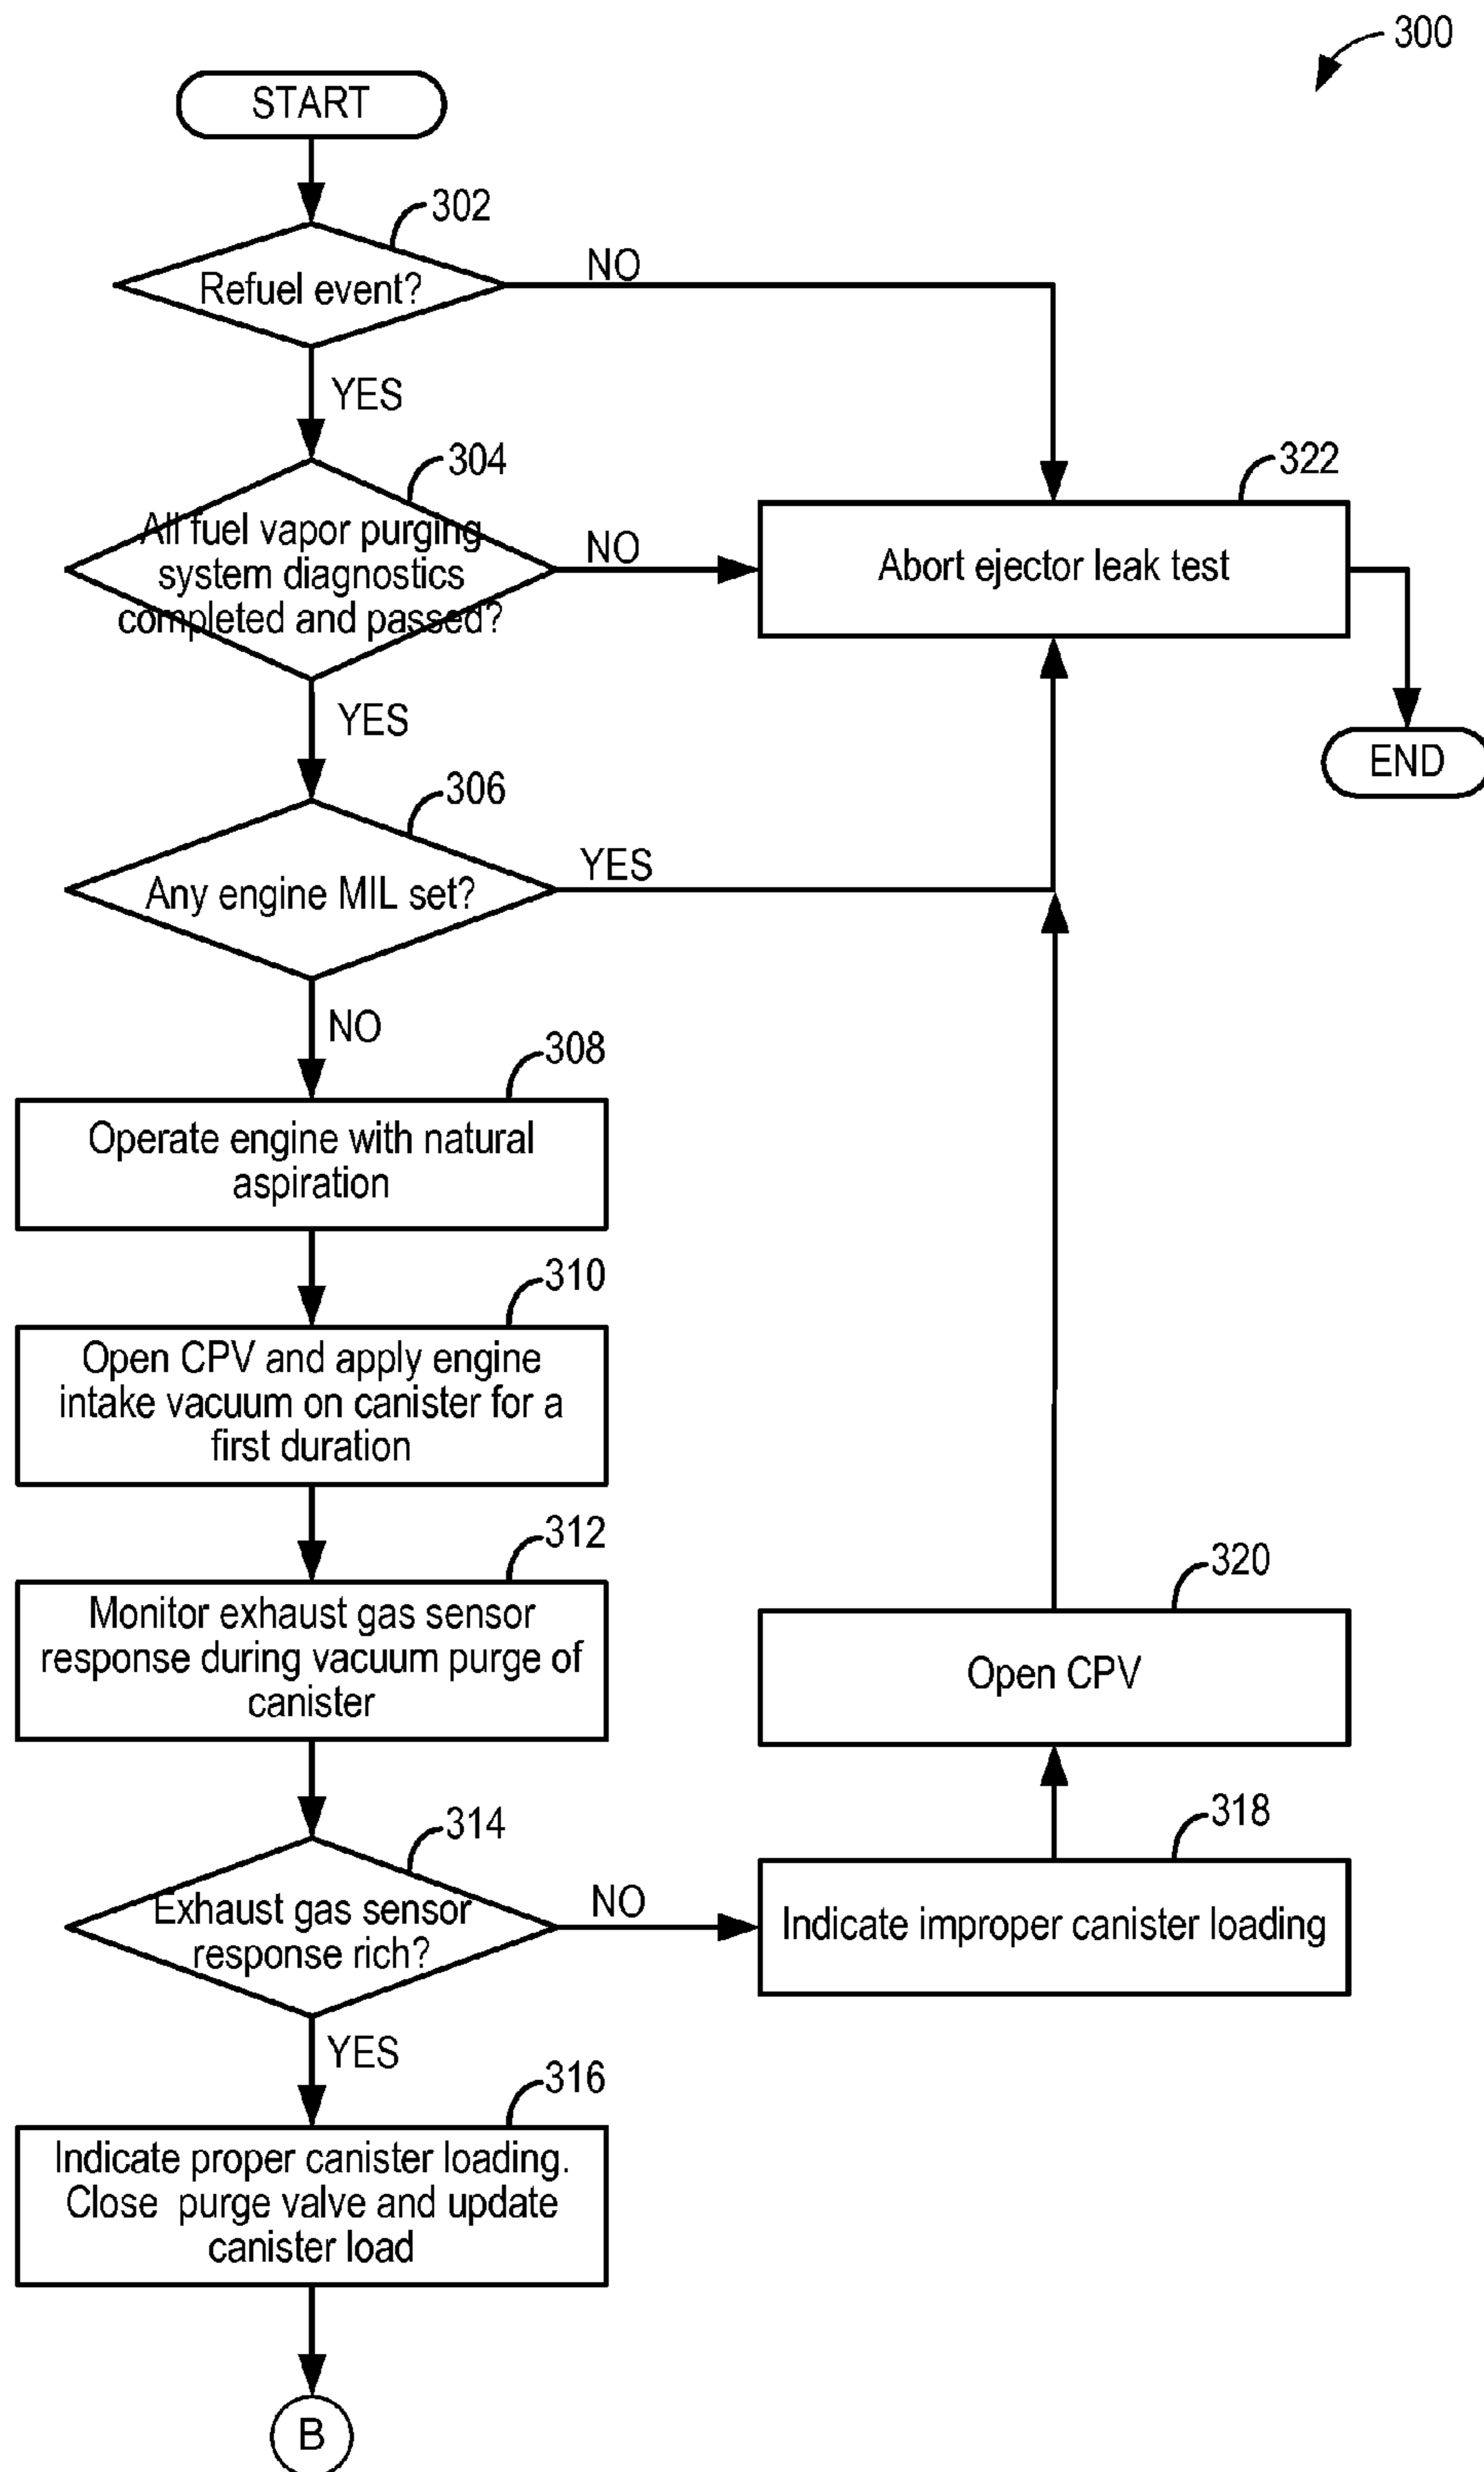 300
START
302
Refuel event?
NO
YES
304
All fuel vapor purging
system diagnostics
completed and passed?
NO
322
Abort ejector leak test
YES
END
306
Any engine MIL set?
YES
NO
308
Operate engine with natural
aspiration
310
Open CPV and apply engine
intake vacuum on canister for a
first duration
312
Monitor exhaust gas sensor
response during vacuum purge of
canister
320
Open CPV
314
Exhaust gas sensor
response rich?
NO
318
Indicate improper canister loading
YES
316
Indicate proper canister loading.
Close purge valve and update
canister load
B